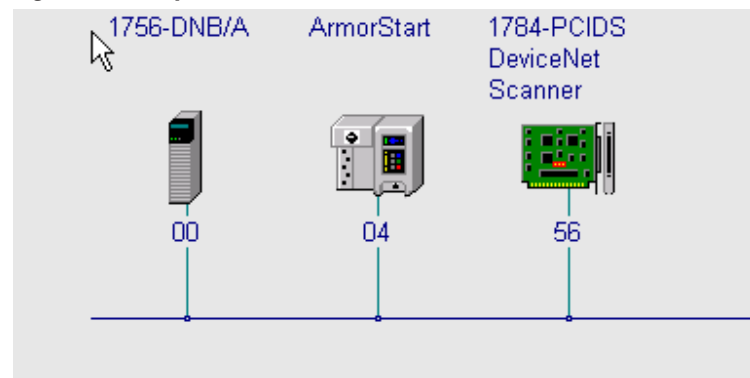 1756-DNB/A
ArmorStart
1784-PCIDS
DeviceNet
Scanner
00
04
56